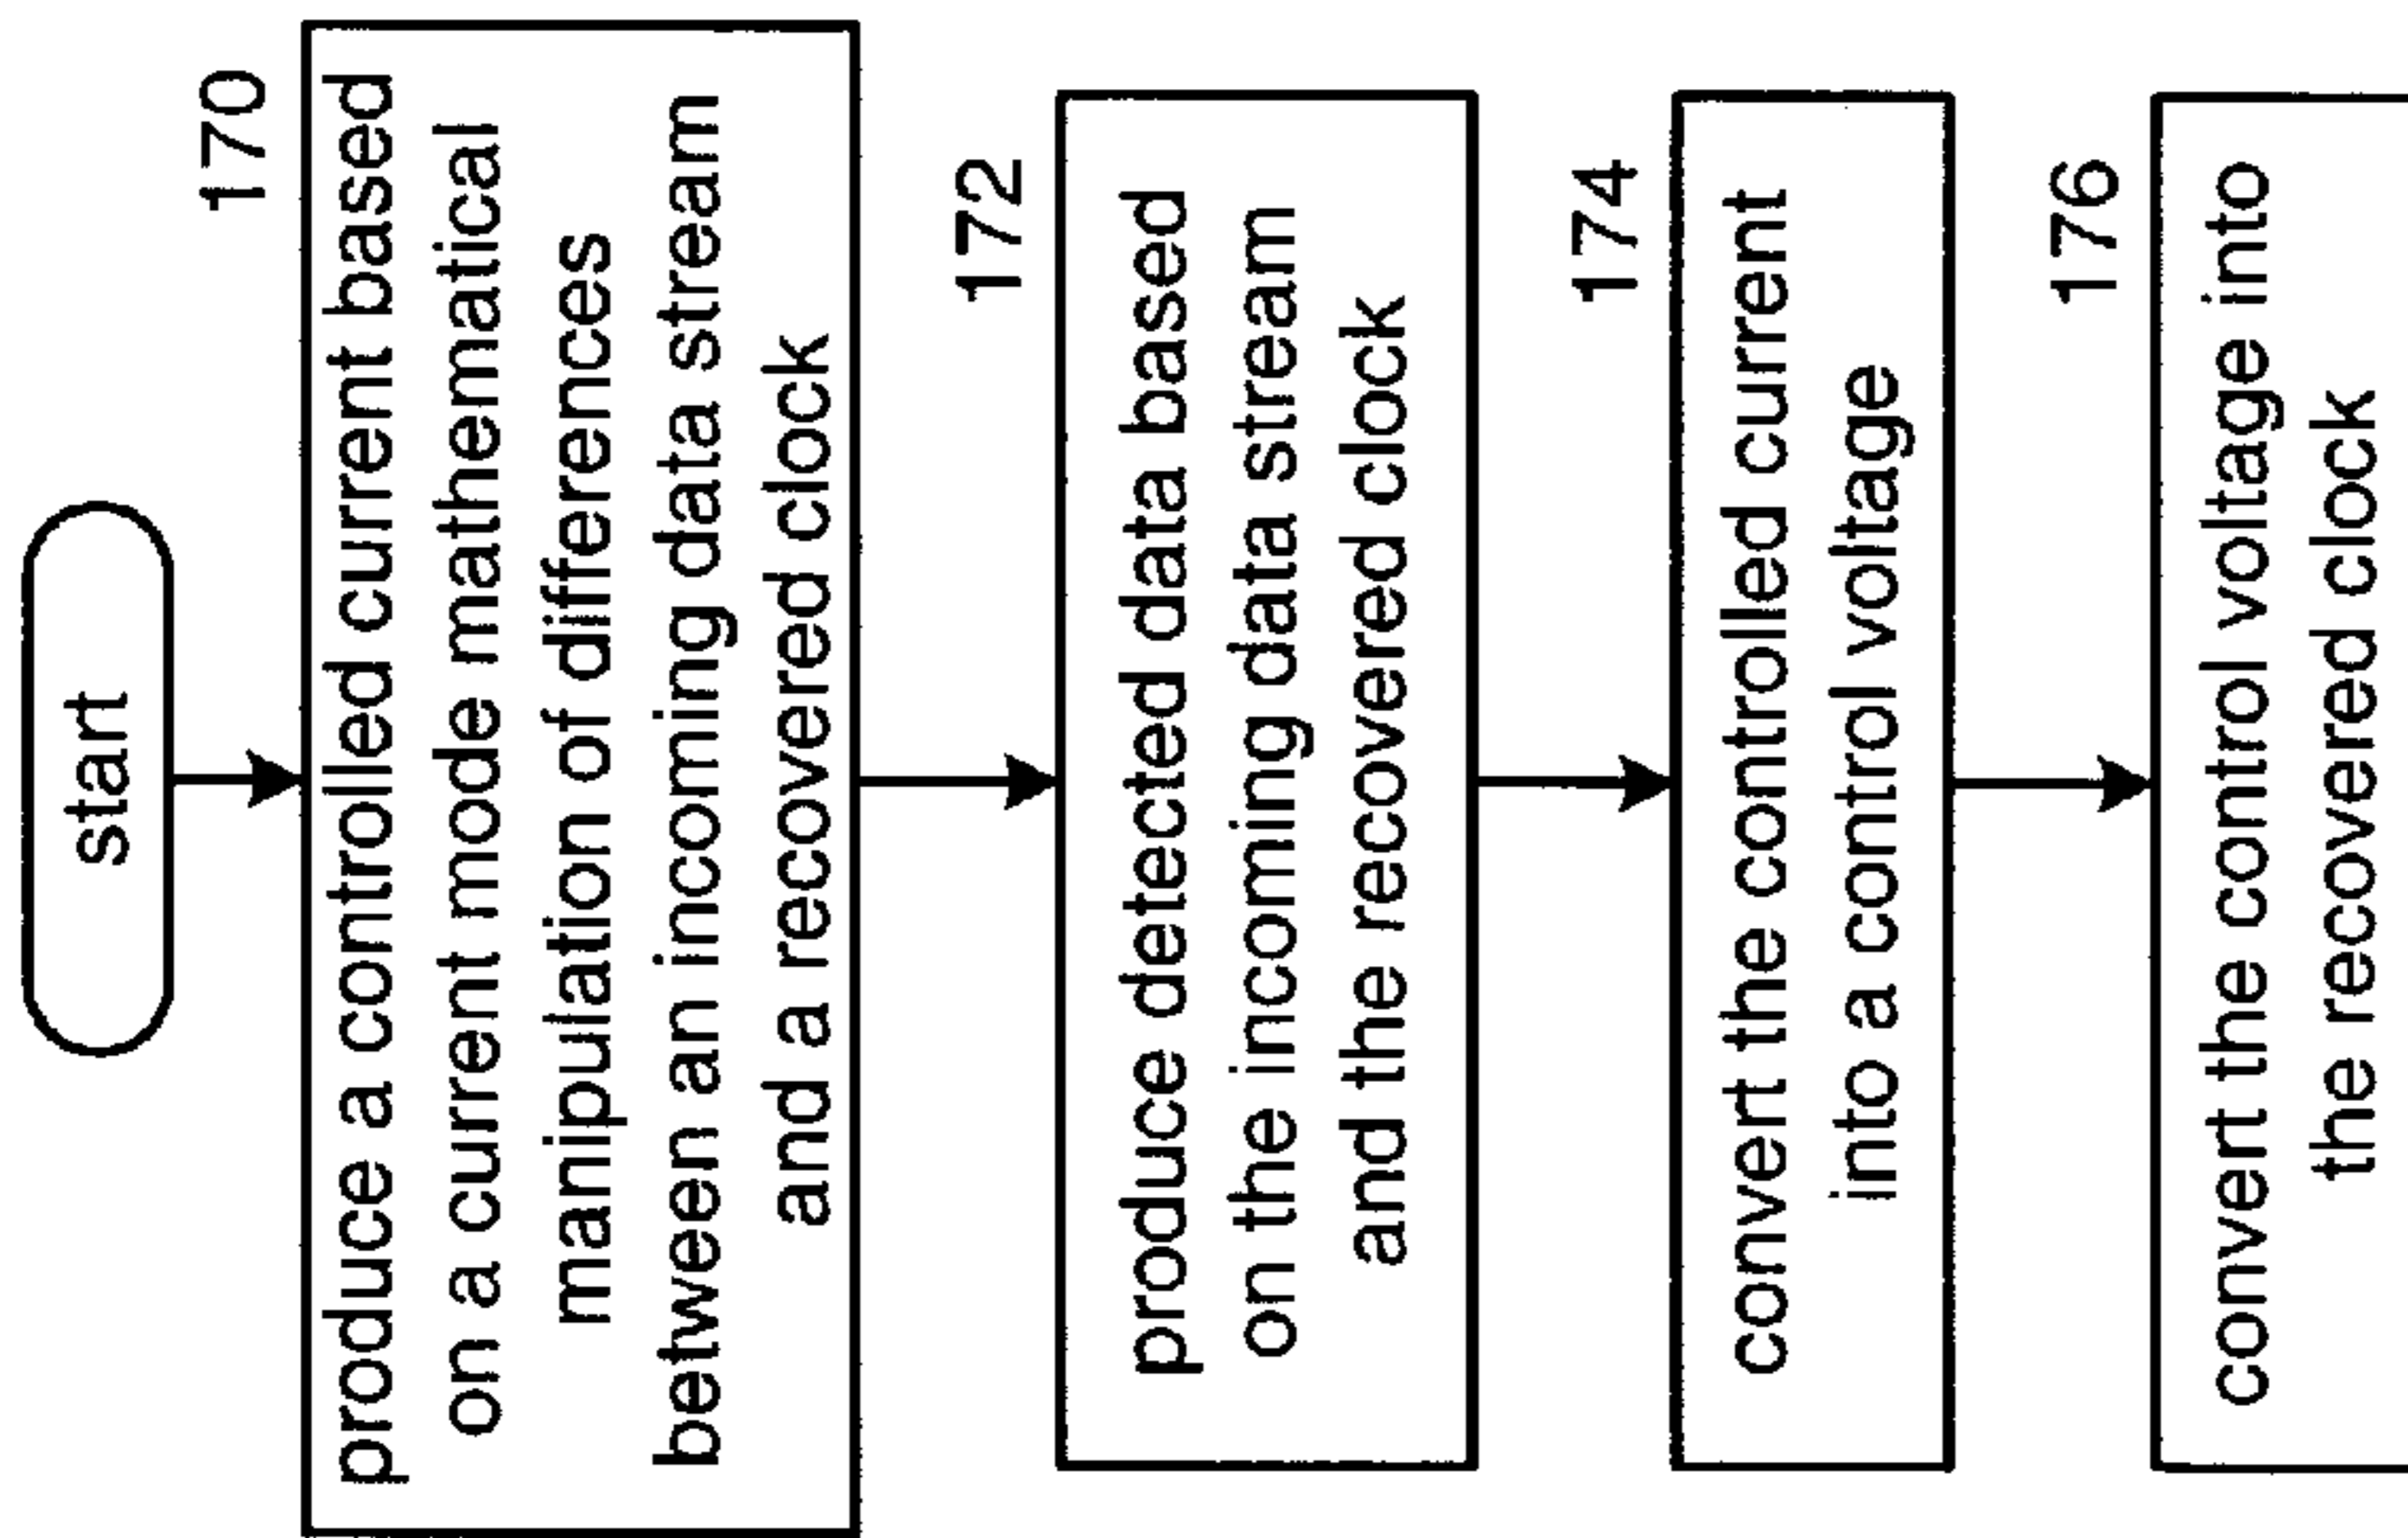 start
170
produce a controlled current based
on a current mode mathematical
manipulation of differences
between an incoming data stream
and a recovered clock
172
produce detected data based
on the incoming data stream
and the recovered clock
174
convert the controlled current
into a control voltage
176
convert the control voltage into
the recovered clock